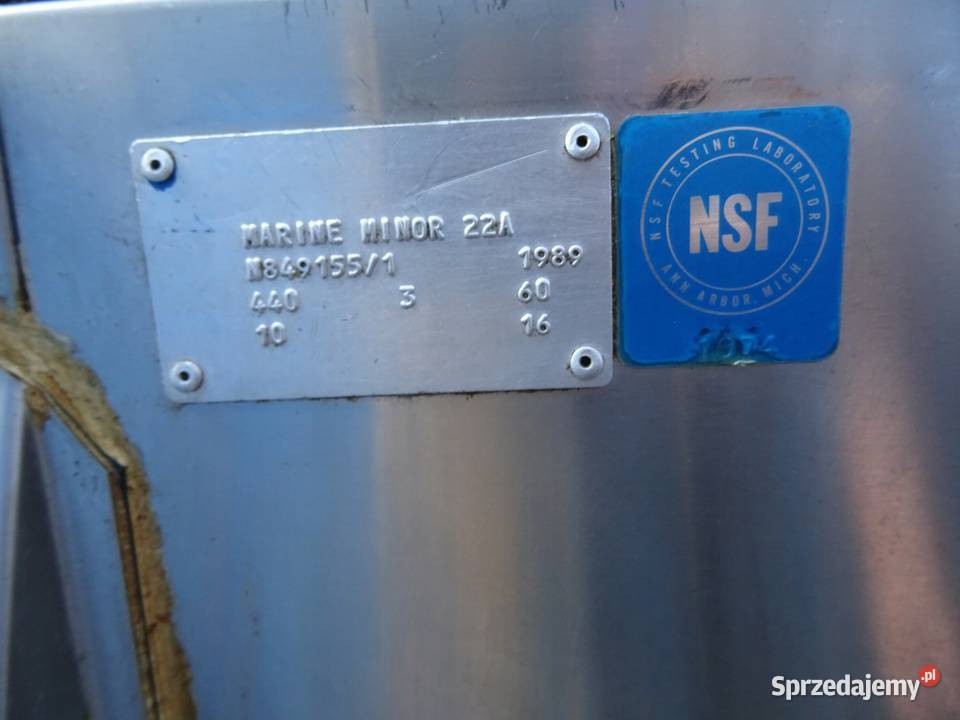 MARINE MINOR 22A
N849155/1 1989
440 3 60
10 16
NSF TESTING LABORATORY
NSF
ANN ARBOR, MICH.
1974
Sprzedajemy.pl